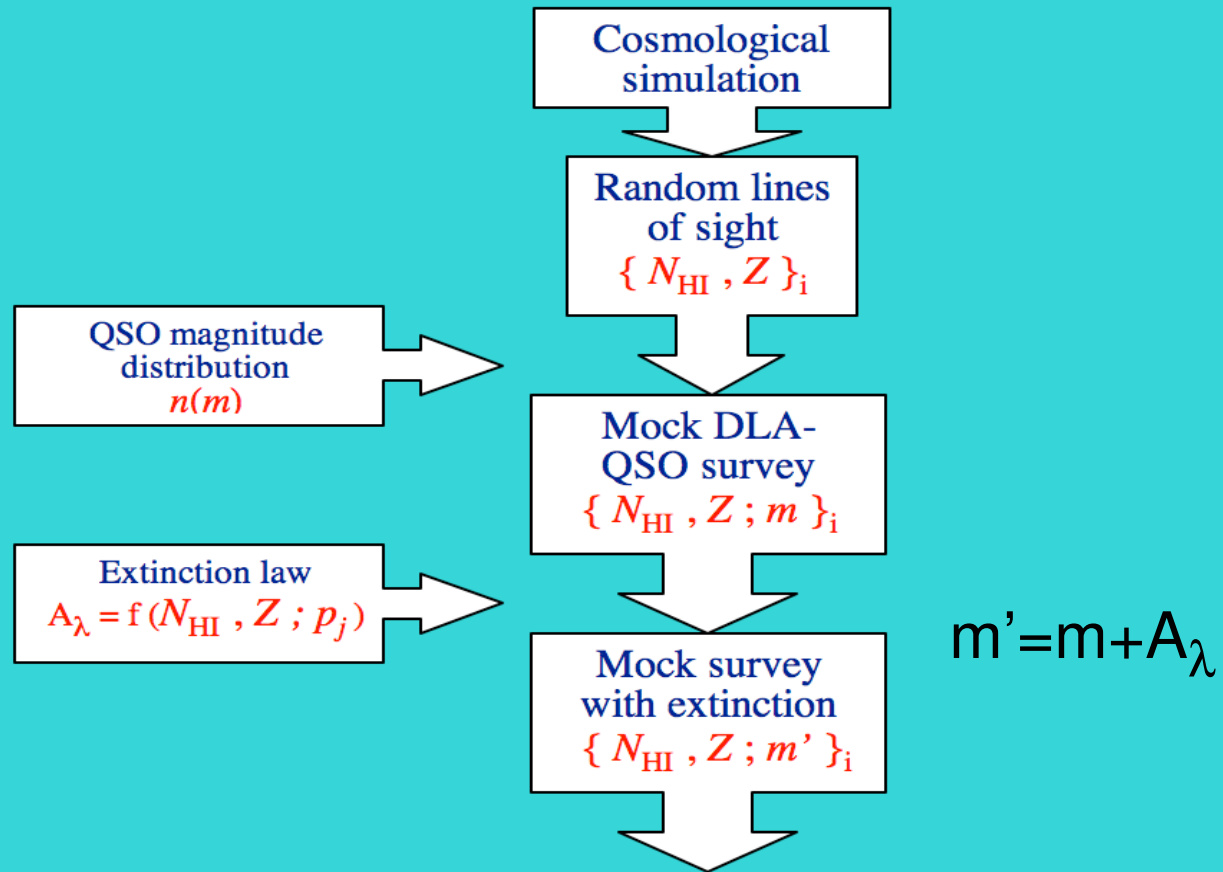 Cosmological
simulation
Random lines
of sight
{ N_HI , Z }_i
QSO magnitude
distribution
n(m)
Mock DLA-
QSO survey
{ N_HI , Z ; m }_i
Extinction law
A_λ = f (N_HI , Z ; p_j )
Mock survey
with extinction
{ N_HI , Z ; m’ }_i
m’=m+A_λ